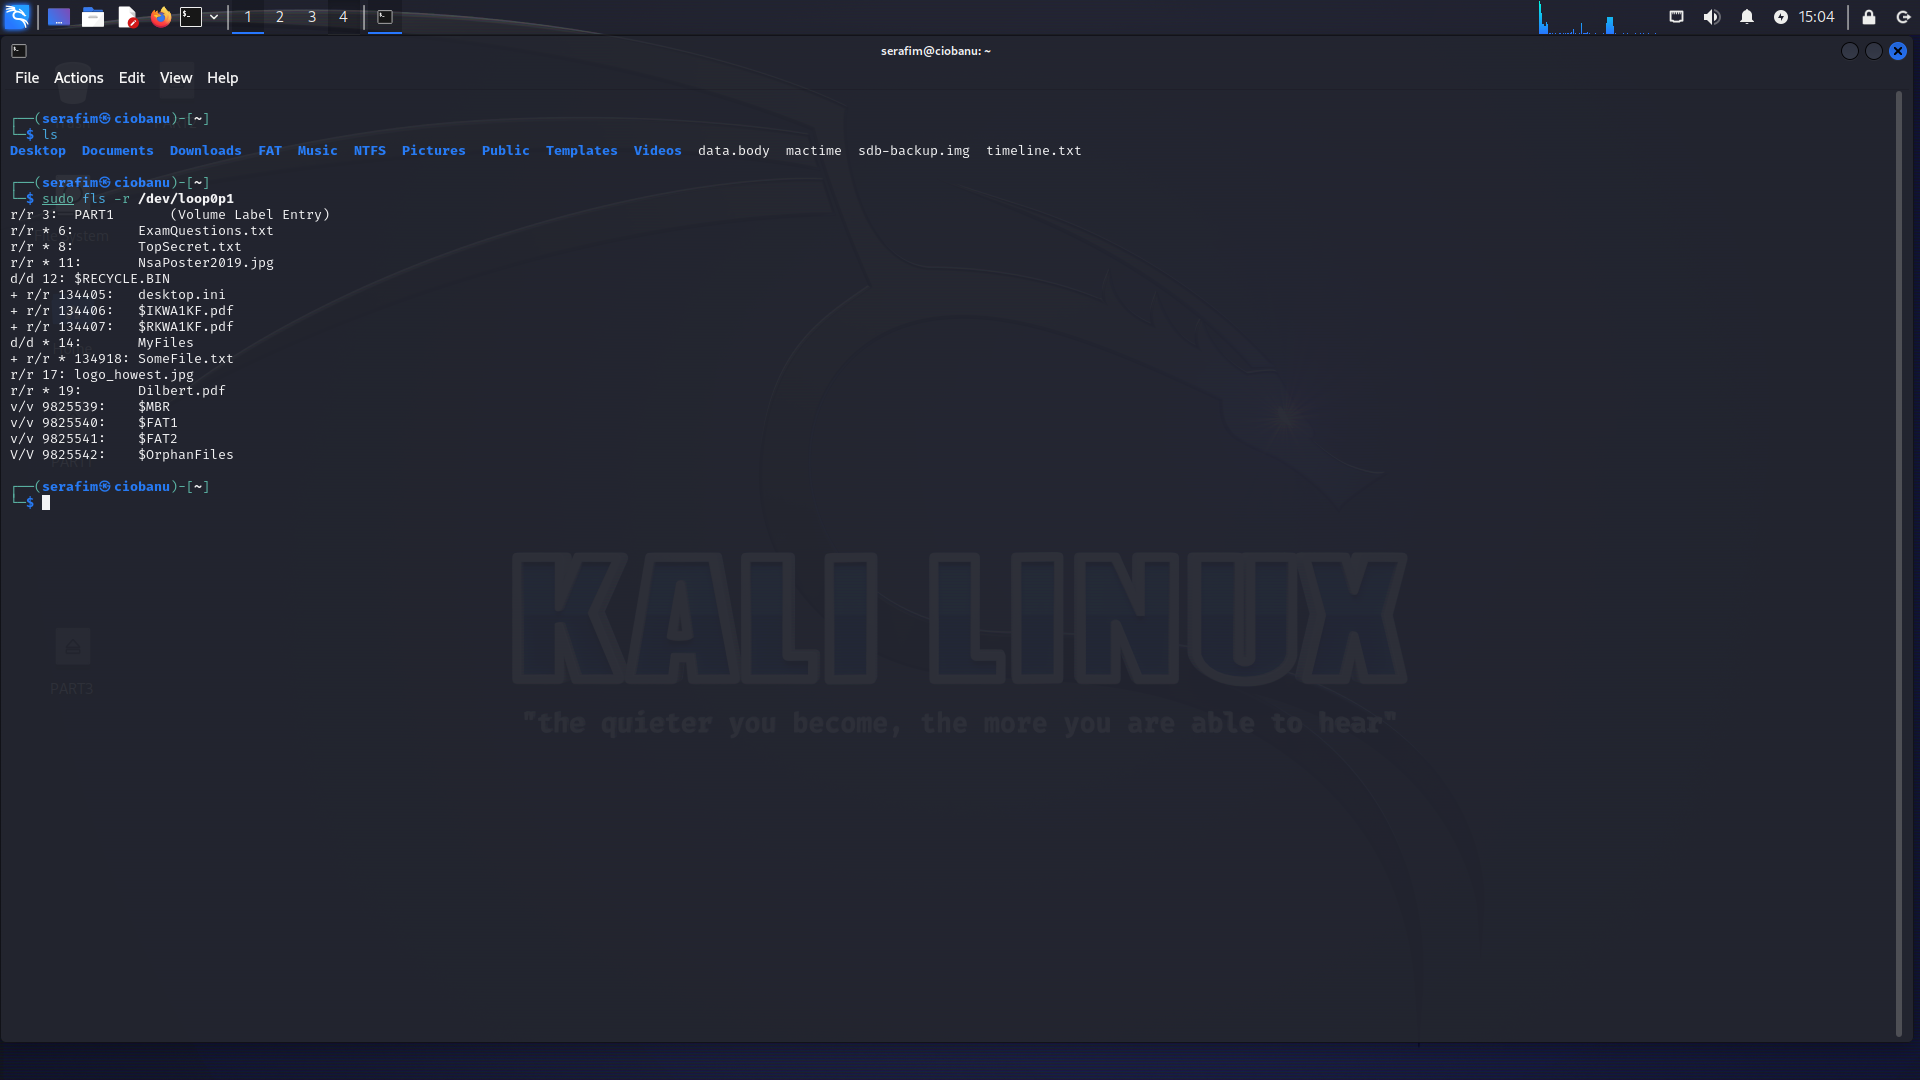 1 2 3 4 15:04
serafim@ciobanu: ~
File Actions Edit View Help
┌──(serafim㉿ciobanu)-[~]
└─$ ls
Desktop Documents Downloads FAT Music NTFS Pictures Public Templates Videos data.body mactime sdb-backup.img timeline.txt
┌──(serafim㉿ciobanu)-[~]
└─$ sudo fls -r /dev/loop0p1
r/r 3: PART1 (Volume Label Entry)
r/r * 6: ExamQuestions.txt
r/r * 8: TopSecret.txt
r/r * 11: NsaPoster2019.jpg
d/d 12: $RECYCLE.BIN
+ r/r 134405: desktop.ini
+ r/r 134406: $IKWA1KF.pdf
+ r/r 134407: $RKWA1KF.pdf
d/d * 14: MyFiles
+ r/r * 134918: SomeFile.txt
r/r 17: logo_howest.jpg
r/r * 19: Dilbert.pdf
v/v 9825539: $MBR
v/v 9825540: $FAT1
v/v 9825541: $FAT2
V/V 9825542: $OrphanFiles
┌──(serafim㉿ciobanu)-[~]
└─$
KALI LINUX
PART3
"the quieter you become, the more you are able to hear"